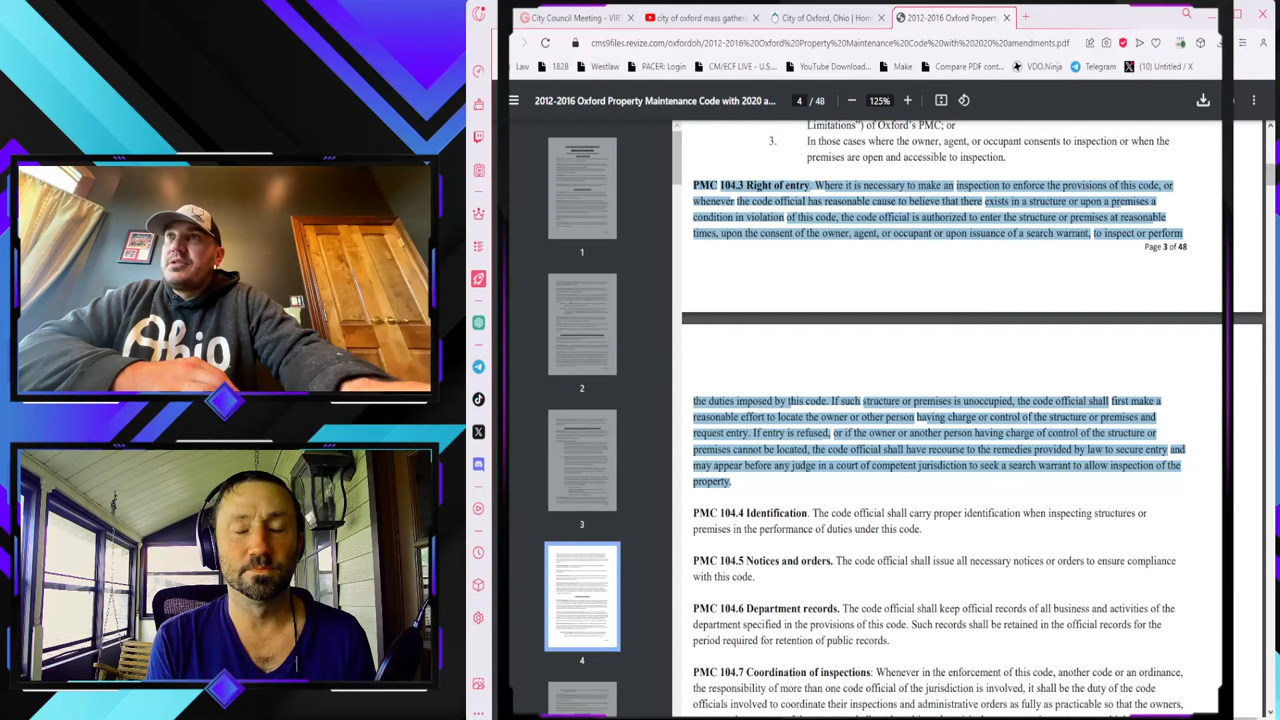 City Council Meeting - VIR
city of oxford mass gather
City of Oxford, Ohio | Hom
2012-2016 Oxford Propert
cms9files.revize.com/oxfordoh/2012-2016%20Oxford%20Property%20Maintenance%20Code%20with%202020%20amendments.pdf
Law
1828
Westlaw
PACER: Login
CM/ECF LIVE - U.S....
YouTube Download...
Make
Compare PDF cont...
VDO.Ninja
Telegram
(10) Untitled / X
2012-2016 Oxford Property Maintenance Code with 2020 a...
4 / 48
125%
Limitations") of Oxford's PMC; or
3. In those cases where the owner, agent, or occupant consents to inspection or when the
premises are open and accessible to inspection.
PMC 104.3 Right of entry. Where it is necessary to make an inspection to enforce the provisions of this code, or
whenever the code official has reasonable cause to believe that there exists in a structure or upon a premises a
condition in violation of this code, the code official is authorized to enter the structure or premises at reasonable
times, upon the consent of the owner, agent, or occupant or upon issuance of a search warrant, to inspect or perform
Page 3 of 48
the duties imposed by this code. If such structure or premises is unoccupied, the code official shall first make a
reasonable effort to locate the owner or other person having charge or control of the structure or premises and
request entry. If entry is refused, or if the owner or another person having charge of control of the structure or
premises cannot be located, the code official shall have recourse to the remedies provided by law to secure entry and
may appear before any judge in a court of competent jurisdiction to seek a search warrant to allow inspection of the
property.
PMC 104.4 Identification. The code official shall carry proper identification when inspecting structures or
premises in the performance of duties under this code.
PMC 104.5 Notices and orders. The code official shall issue all necessary notices or orders to ensure compliance
with this code.
PMC 104.6 Department records. The code official shall keep official records of all business and activities of the
department specified in the provisions of this code. Such records shall be retained in the official records for the
period required for retention of public records.
PMC 104.7 Coordination of inspections: Whenever in the enforcement of this code, another code or an ordinance,
the responsibility of more than one code official of the jurisdiction is involved, it shall be the duty of the code
officials involved to coordinate their inspections and administrative orders as fully as practicable so that the owners,
1
2
3
4
Ohio